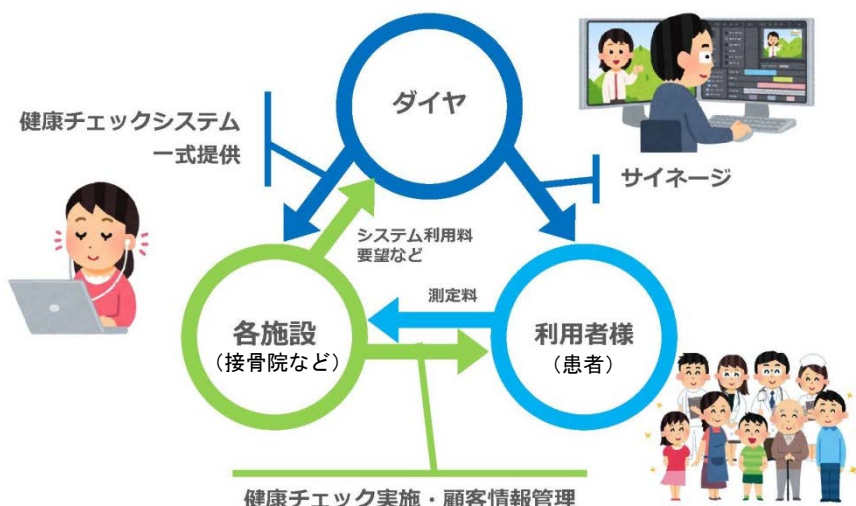 ダイヤ
健康チェックシステム
一式提供
サイネージ
システム利用料
要望など
測定料
各施設
（接骨院など）
利用者様
（患者）
健康チェック実施・顧客情報管理